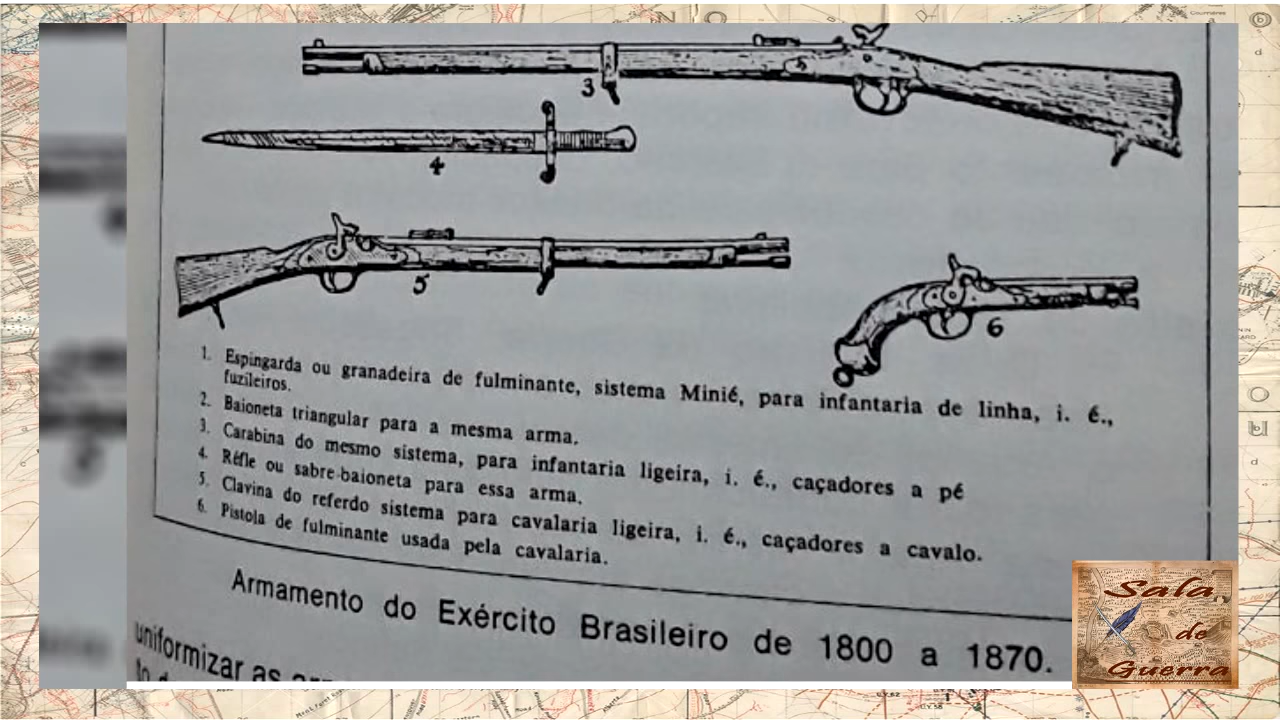 3
4
5
6
1. Espingarda ou granadeira de fulminante, sistema Minié, para infantaria de linha, i. é.,
fuzileiros.
2. Baioneta triangular para a mesma arma.
3. Carabina do mesmo sistema, para infantaria ligeira, i. é., caçadores a pé
4. Réfle ou sabre-baioneta para essa arma.
5. Clavina do referdo sistema para cavalaria ligeira, i. é., caçadores a cavalo.
6. Pistola de fulminante usada pela cavalaria.
Armamento do Exército Brasileiro de 1800 a 1870.
uniformizar as
Sala
de
Guerra